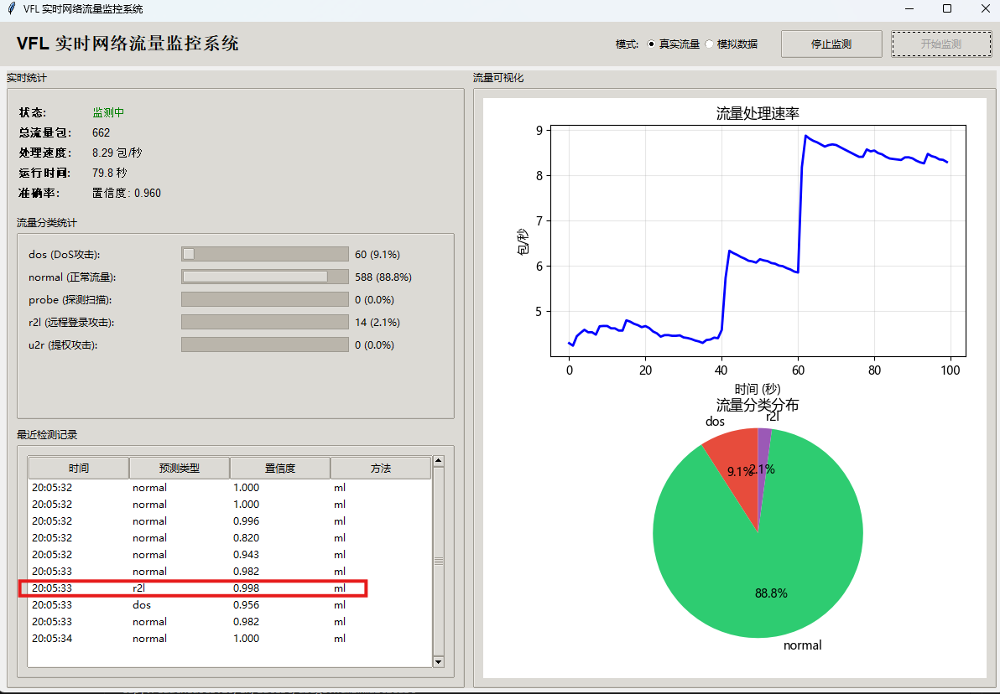 VFL 实时网络流量监控系统
VFL 实时网络流量监控系统
模式: 真实流量 模拟数据 停止监测 开始监测
实时统计
状态: 监测中
总流量包: 662
处理速度: 8.29 包/秒
运行时间: 79.8 秒
准确率: 置信度: 0.960
流量分类统计
dos (DoS攻击): 60 (9.1%)
normal (正常流量): 588 (88.8%)
probe (探测扫描): 0 (0.0%)
r2l (远程登录攻击): 14 (2.1%)
u2r (提权攻击): 0 (0.0%)
最近检测记录
时间 预测类型 置信度 方法
20:05:32 normal 1.000 ml
20:05:32 normal 1.000 ml
20:05:32 normal 0.996 ml
20:05:32 normal 0.820 ml
20:05:32 normal 0.943 ml
20:05:33 normal 0.982 ml
20:05:33 r2l 0.998 ml
20:05:33 dos 0.956 ml
20:05:33 normal 0.982 ml
20:05:34 normal 1.000 ml
流量可视化
流量处理速率
9
8
7
6
5
包/秒
0 20 40 60 80 100
时间 (秒)
流量分类分布
dos
r2l
9.1%
2.1%
88.8%
normal